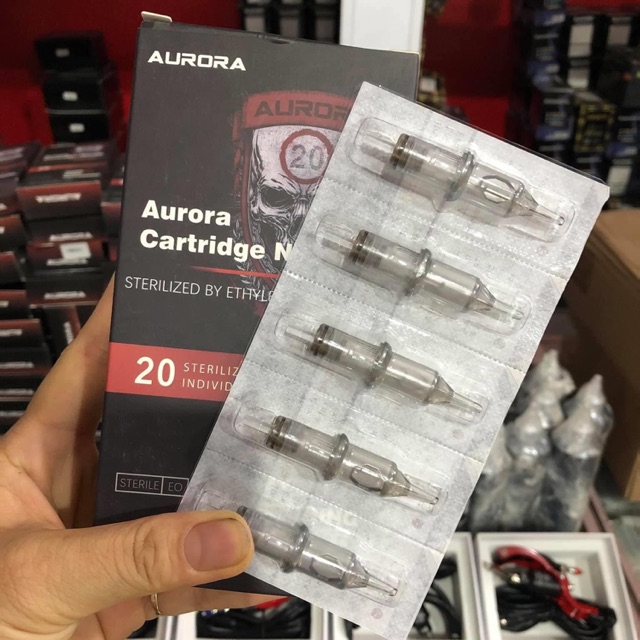 AURORA
AURORA
20
Aurora
Cartridge N
STERILIZED BY ETHYL
20 STERILIZ
INDIVID
STERILE EO